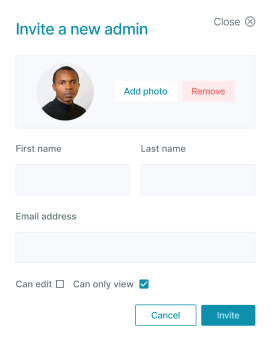 Invite a new admin
Close
Add photo
Remove
First name
Last name
Email address
Can edit
Can only view
Cancel
Invite